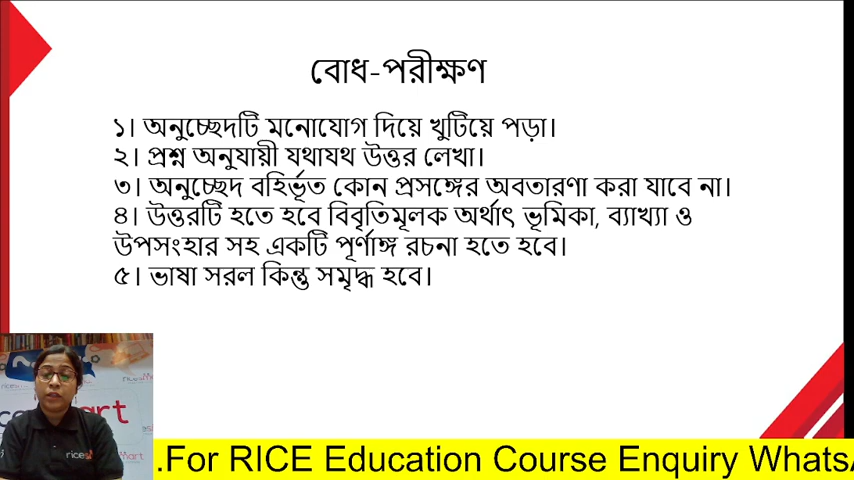 বোধ-পরীক্ষণ
১। অনুচ্ছেদটি মনোযোগ দিয়ে খুটিয়ে পড়া।
২। প্রশ্ন অনুযায়ী যথাযথ উত্তর লেখা।
৩। অনুচ্ছেদ বহির্ভূত কোন প্রসঙ্গের অবতারণা করা যাবে না।
৪। উত্তরটি হতে হবে বিবৃতিমূলক অর্থাৎ ভূমিকা, ব্যাখ্যা ও
উপসংহার সহ একটি পূর্ণাঙ্গ রচনা হতে হবে।
৫। ভাষা সরল কিন্তু সমৃদ্ধ হবে।
.For RICE Education Course Enquiry Whats